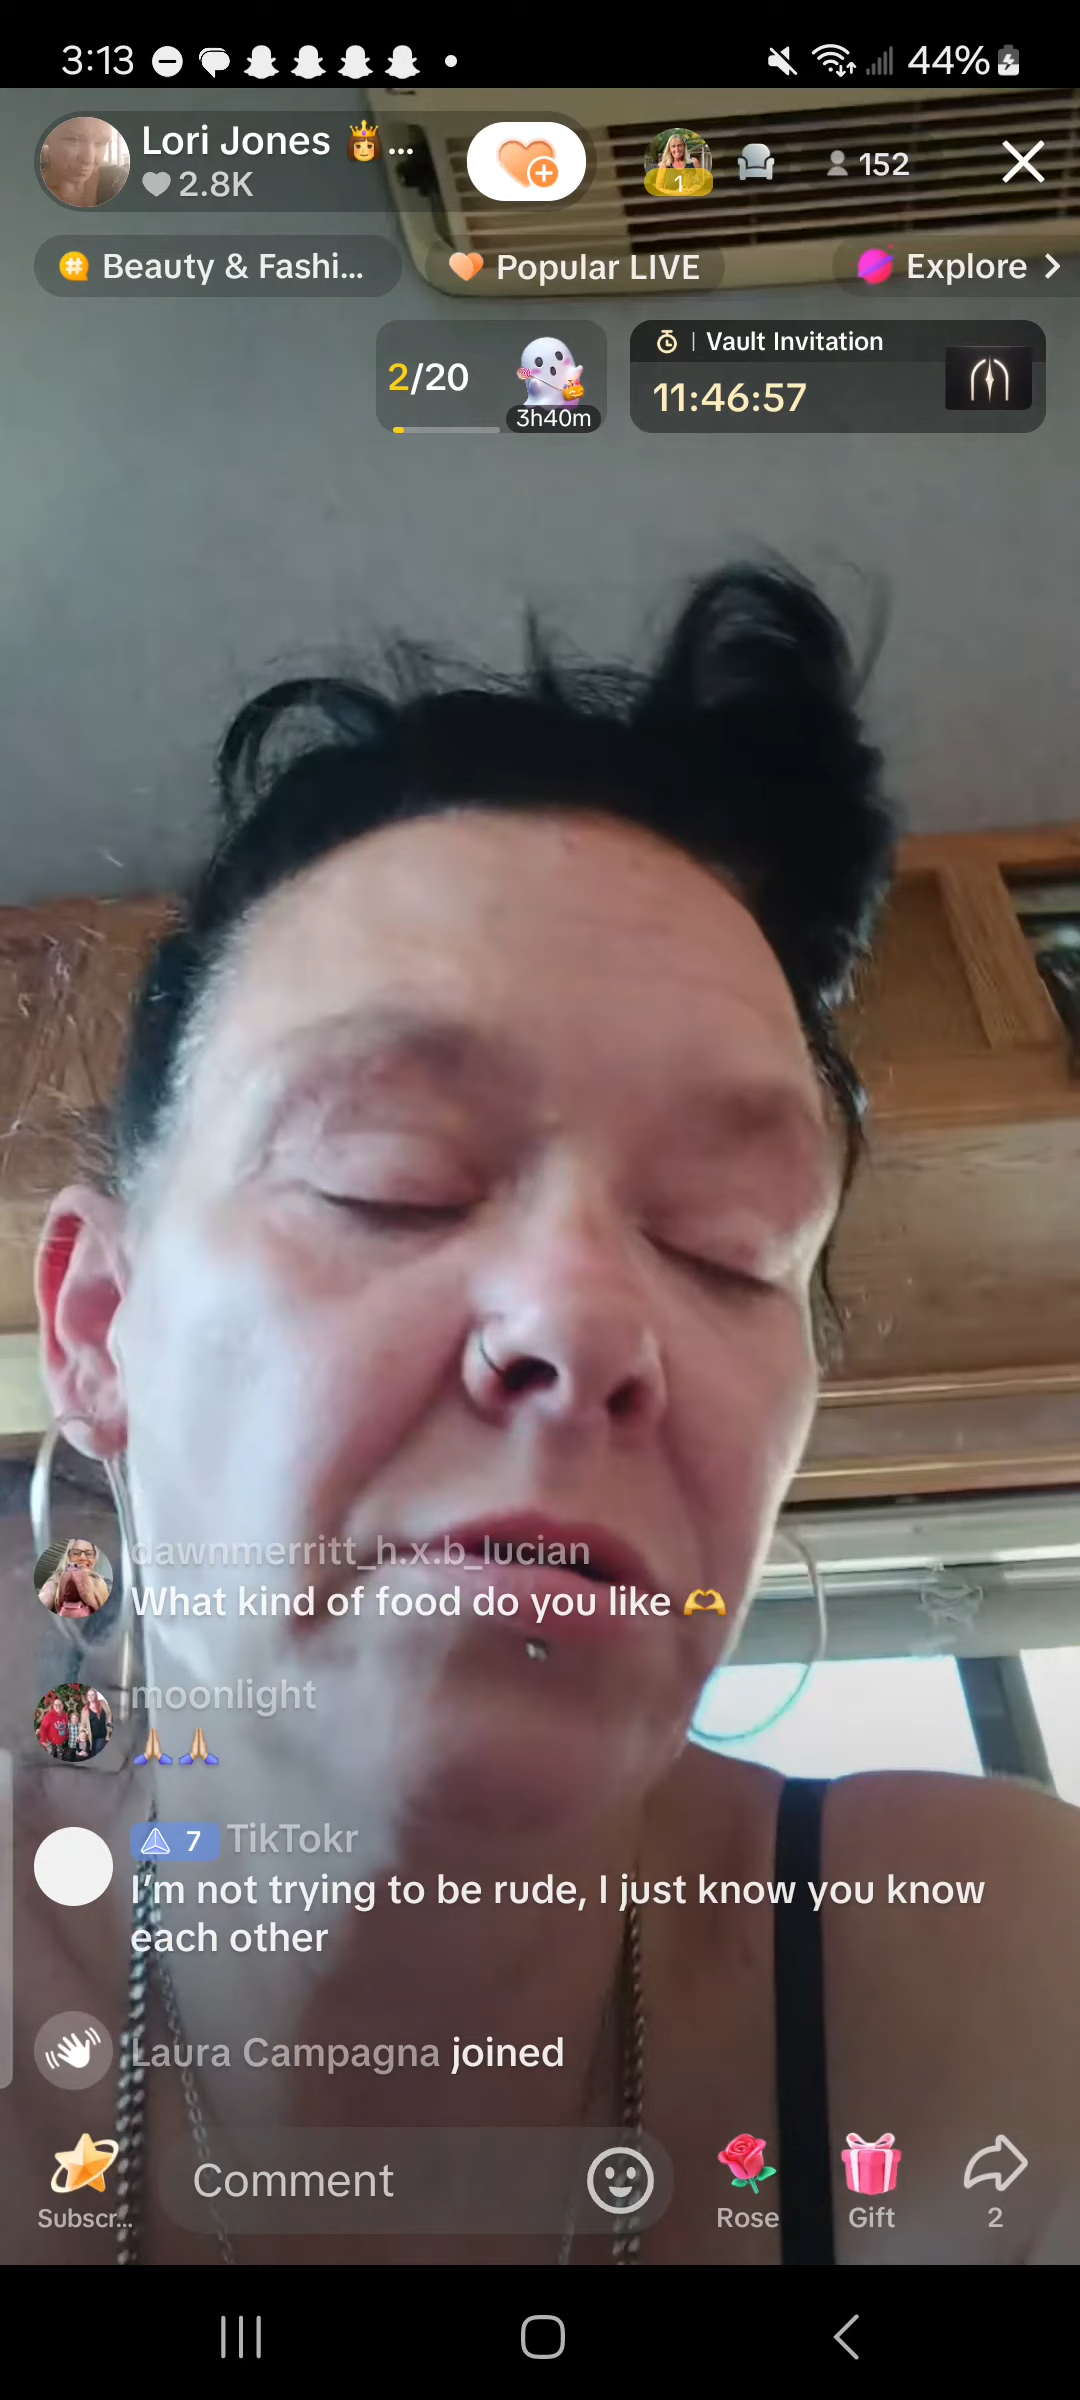 3:13
44%
Lori Jones 👸...
2.8K
1
152
Beauty & Fashi...
Popular LIVE
Explore >
2/20
3h40m
Vault Invitation
11:46:57
dawnmerritt_h.x.b_lucian
What kind of food do you like 🫶
moonlight
🙏🙏
7 TikTokr
I'm not trying to be rude, I just know you know
each other
Laura Campagna joined
Comment
Subscr...
Rose
Gift
2